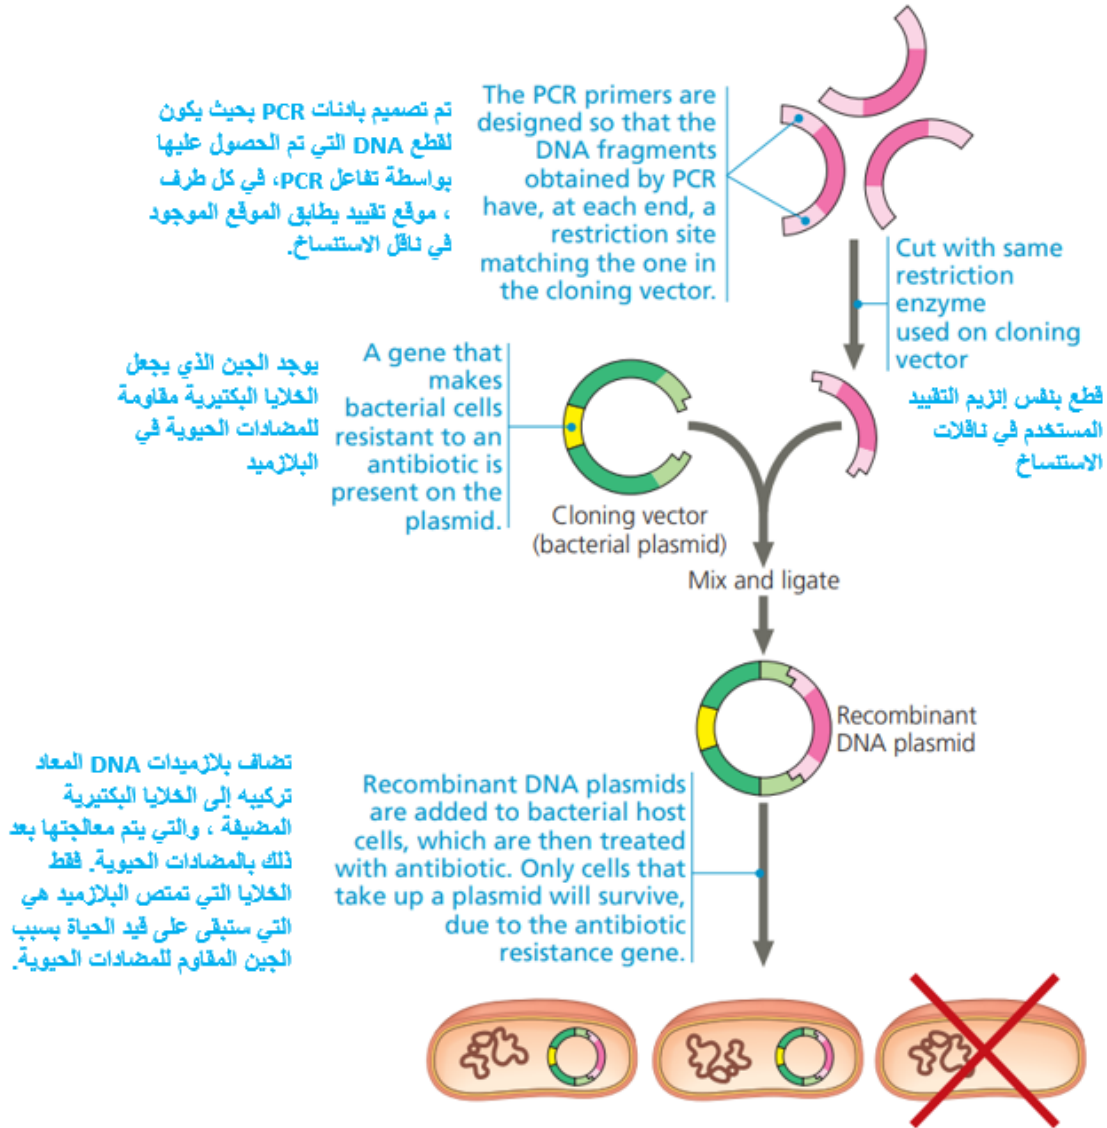 تم تصميم بادئات PCR بحيث يكون
لقطع DNA التي تم الحصول عليها
بواسطة تفاعل PCR، في كل طرف
، موقع تقييد يطابق الموقع الموجود
في ناقل الاستنساخ.
The PCR primers are
designed so that the
DNA fragments
obtained by PCR
have, at each end, a
restriction site
matching the one in
the cloning vector.
Cut with same
restriction
enzyme
used on cloning
vector
قطع بنفس إنزيم التقييد
المستخدم في ناقلات
الاستنساخ
يوجد الجين الذي يجعل
الخلايا البكتيرية مقاومة
للمضادات الحيوية في
البلازميد
A gene that
makes
bacterial cells
resistant to an
antibiotic is
present on the
plasmid.
Cloning vector
(bacterial plasmid)
Mix and ligate
Recombinant
DNA plasmid
تضاف بلازميدات DNA المعاد
تركيبه إلى الخلايا البكتيرية
المضيفة ، والتي يتم معالجتها بعد
ذلك بالمضادات الحيوية. فقط
الخلايا التي تمتص البلازميد هي
التي ستبقى على قيد الحياة بسبب
الجين المقاوم للمضادات الحيوية.
Recombinant DNA plasmids
are added to bacterial host
cells, which are then treated
with antibiotic. Only cells that
take up a plasmid will survive,
due to the antibiotic
resistance gene.